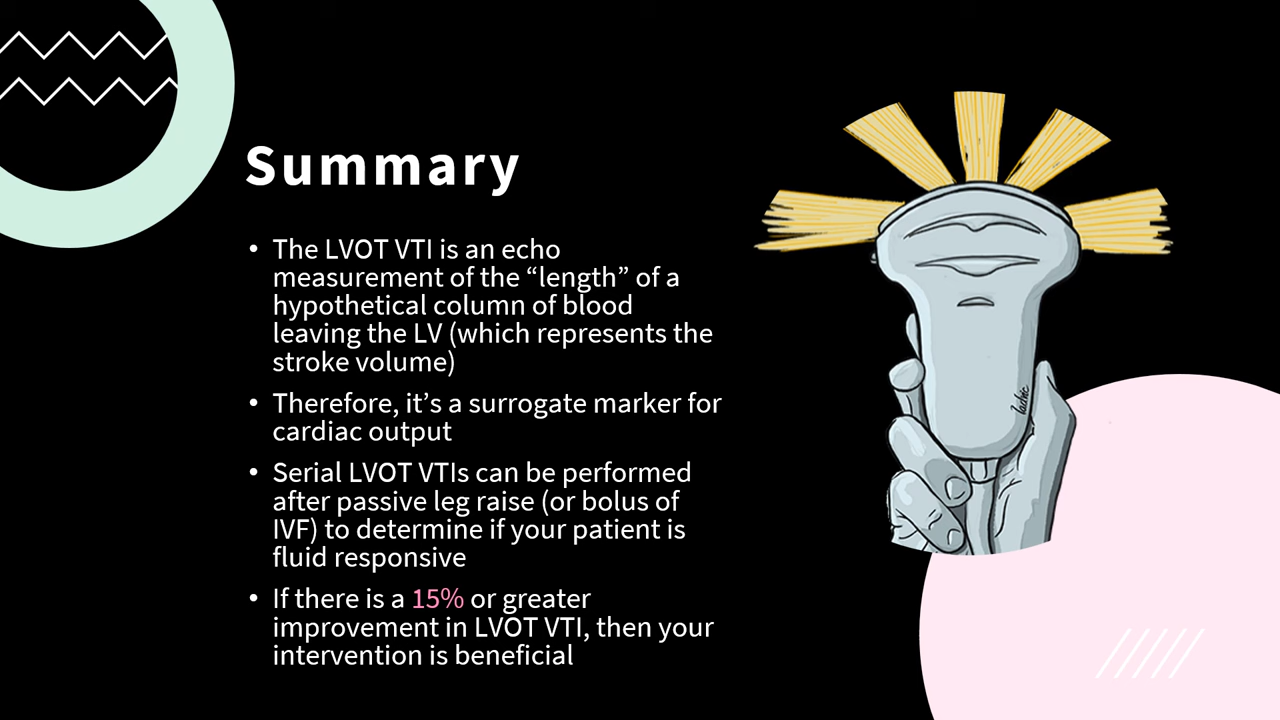 Summary
• The LVOT VTI is an echo
measurement of the “length” of a
hypothetical column of blood
leaving the LV (which represents the
stroke volume)
• Therefore, it’s a surrogate marker for
cardiac output
• Serial LVOT VTIs can be performed
after passive leg raise (or bolus of
IVF) to determine if your patient is
fluid responsive
• If there is a 15% or greater
improvement in LVOT VTI, then your
intervention is beneficial